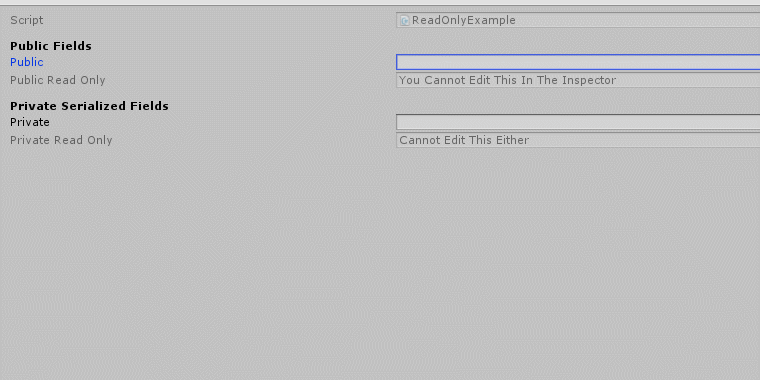 Script ReadOnlyExample
Public Fields
Public
Public Read Only You Cannot Edit This In The Inspector
Private Serialized Fields
Private
Private Read Only Cannot Edit This Either